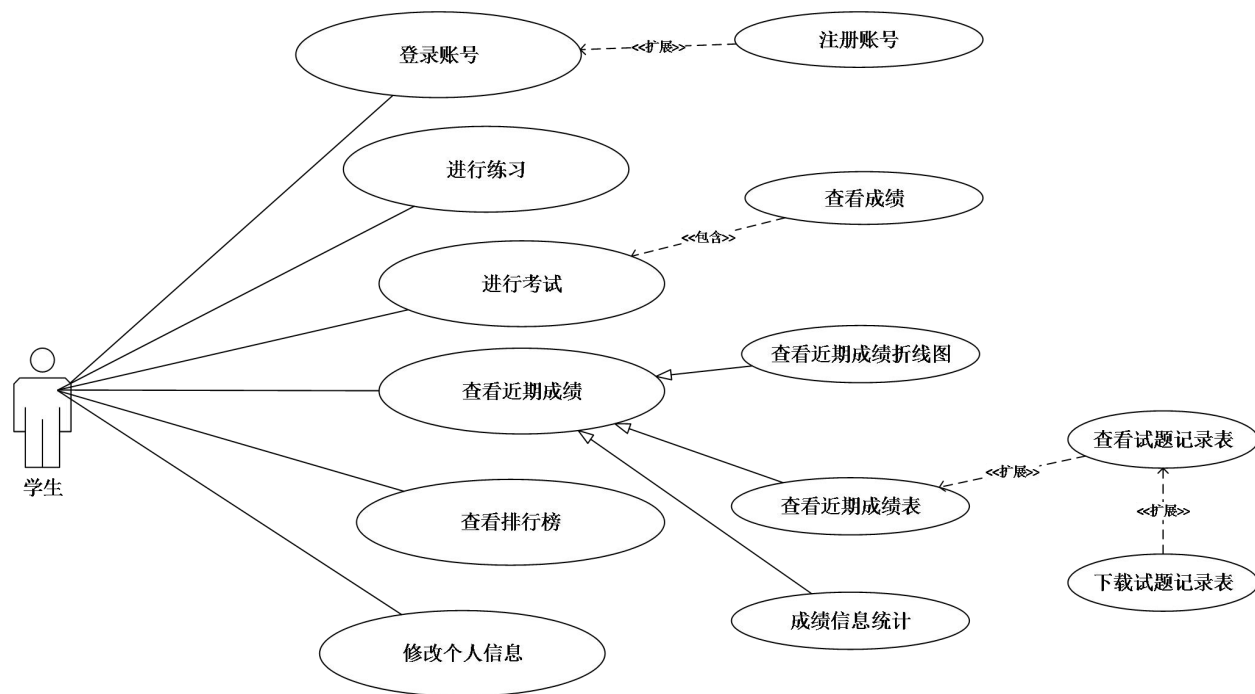 登录账号
<<扩展>>
注册账号
进行练习
查看成绩
<<包含>>
进行考试
查看近期成绩折线图
查看近期成绩
查看试题记录表
<<扩展>>
学生
查看近期成绩表
<<扩展>>
查看排行榜
下载试题记录表
成绩信息统计
修改个人信息